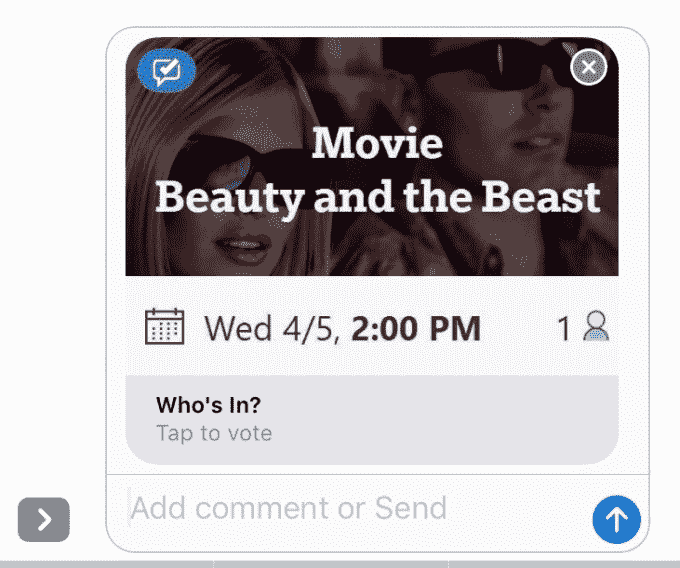 Movie
Beauty and the Beast
Wed 4/5, 2:00 PM 1
Who's In?
Tap to vote
Add comment or Send